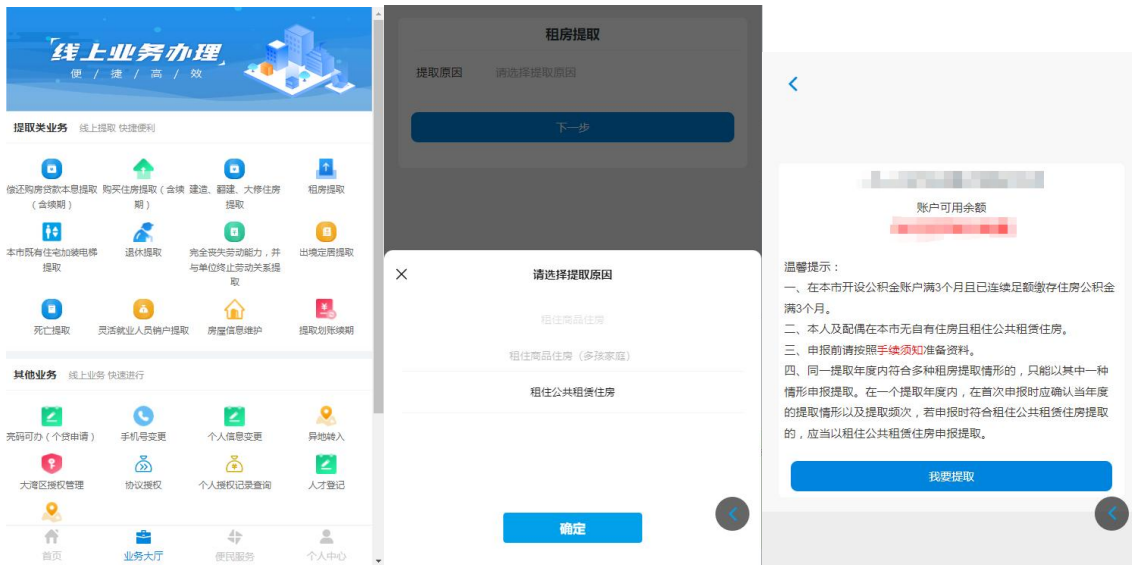 线上业务办理
便 / 捷 / 高 / 效
提取类业务 线上提取 快捷便利
偿还购房贷款本息提取（含续期）
购买住房提取（含续期）
建造、翻建、大修住房提取
租房提取
本市既有住宅加装电梯提取
退休提取
完全丧失劳动能力，并与单位终止劳动关系提取
出境定居提取
死亡提取
灵活就业人员销户提取
房屋信息维护
提取划账续期
其他业务 线上业务 快速进行
亮码可办（个贷申请）
手机号变更
个人信息变更
异地转入
大湾区授权管理
协议授权
个人授权记录查询
人才登记
首页
业务大厅
便民服务
个人中心
租房提取
提取原因 请选择提取原因
下一步
请选择提取原因
租住商品住房
租住商品住房（多孩家庭）
租住公共租赁住房
确定
账户可用余额
温馨提示：
一、在本市开设公积金账户满3个月且已连续足额缴存住房公积金
满3个月。
二、本人及配偶在本市无自有住房且租住公共租赁住房。
三、申报前请按照手续须知准备资料。
四、同一提取年度内符合多种租房提取情形的，只能以其中一种
情形申报提取。在一个提取年度内，在首次申报时应确认当年度
的提取情形以及提取频次，若申报时符合租住公共租赁住房提取
的，应当以租住公共租赁住房申报提取。
我要提取